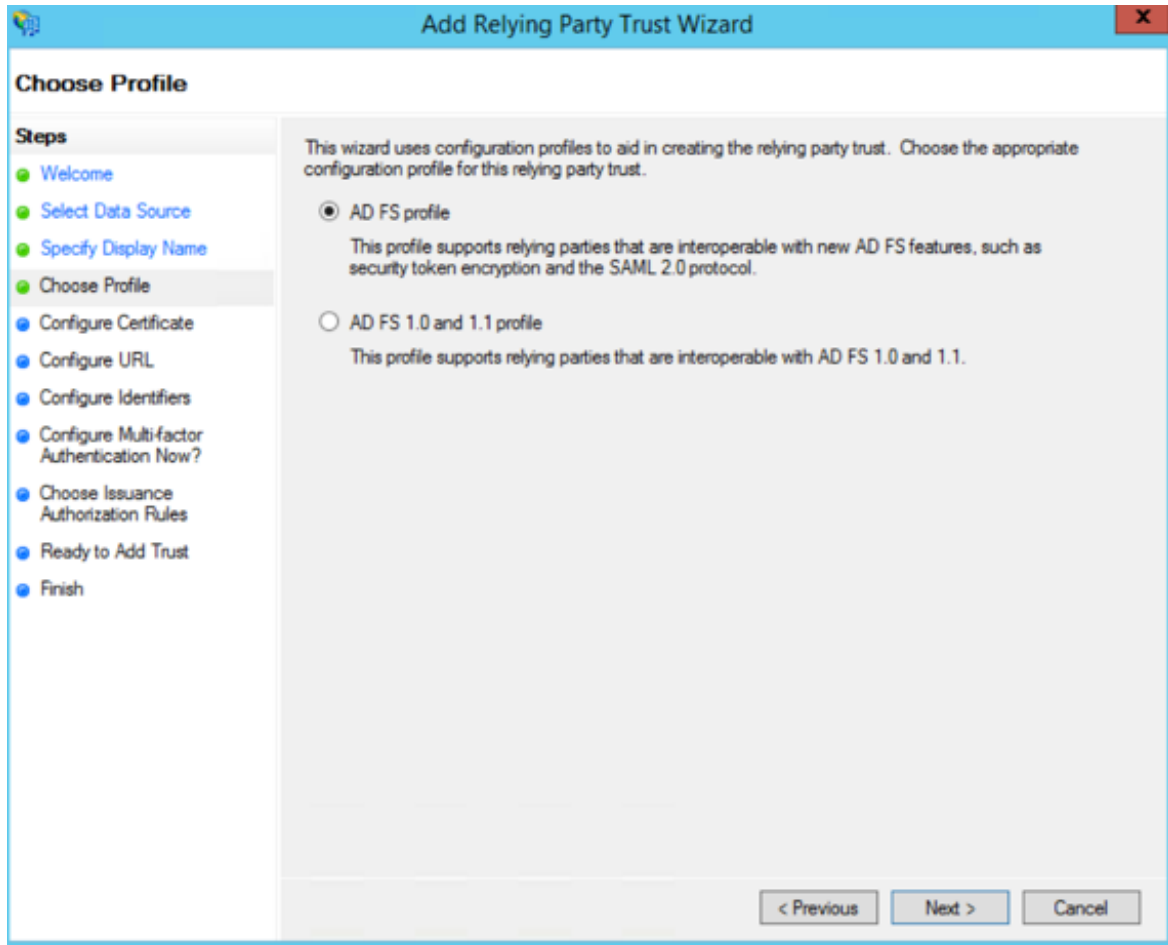 Add Relying Party Trust Wizard
x
Choose Profile
Steps
Welcome
Select Data Source
Specify Display Name
Choose Profile
Configure Certificate
Configure URL
Configure Identifiers
Configure Multi-factor
Authentication Now?
Choose Issuance
Authorization Rules
Ready to Add Trust
Finish
This wizard uses configuration profiles to aid in creating the relying party trust.  Choose the appropriate
configuration profile for this relying party trust.
AD FS profile
This profile supports relying parties that are interoperable with new AD FS features, such as
security token encryption and the SAML 2.0 protocol.
AD FS 1.0 and 1.1 profile
This profile supports relying parties that are interoperable with AD FS 1.0 and 1.1.
< Previous
Next >
Cancel